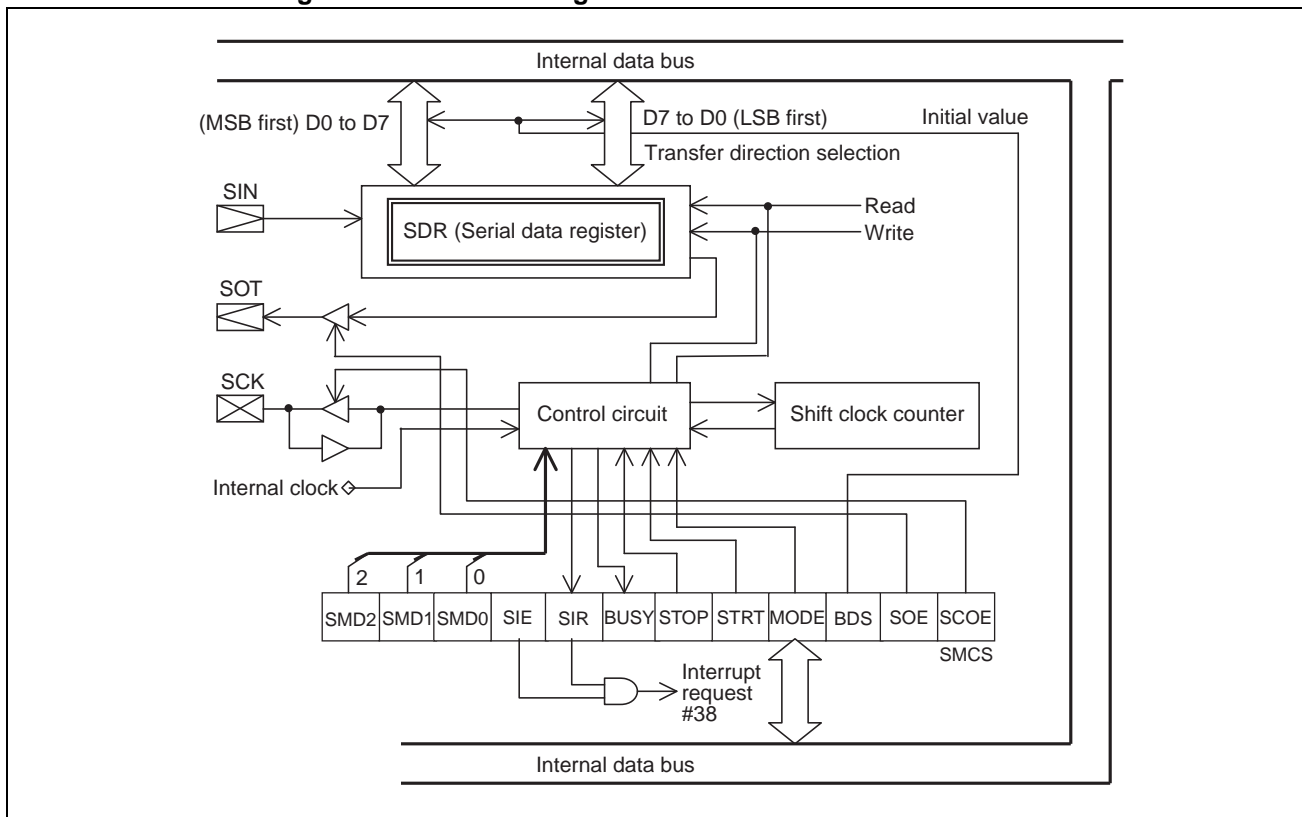 Internal data bus
(MSB first) D0 to D7
D7 to D0 (LSB first)
Initial value
Transfer direction selection
SIN
SDR (Serial data register)
Read
Write
SOT
SCK
Control circuit
Shift clock counter
Internal clock
2
1
0
SMD2
SMD1
SMD0
SIE
SIR
BUSY
STOP
STRT
MODE
BDS
SOE
SCOE
SMCS
Interrupt
request
#38
Internal data bus